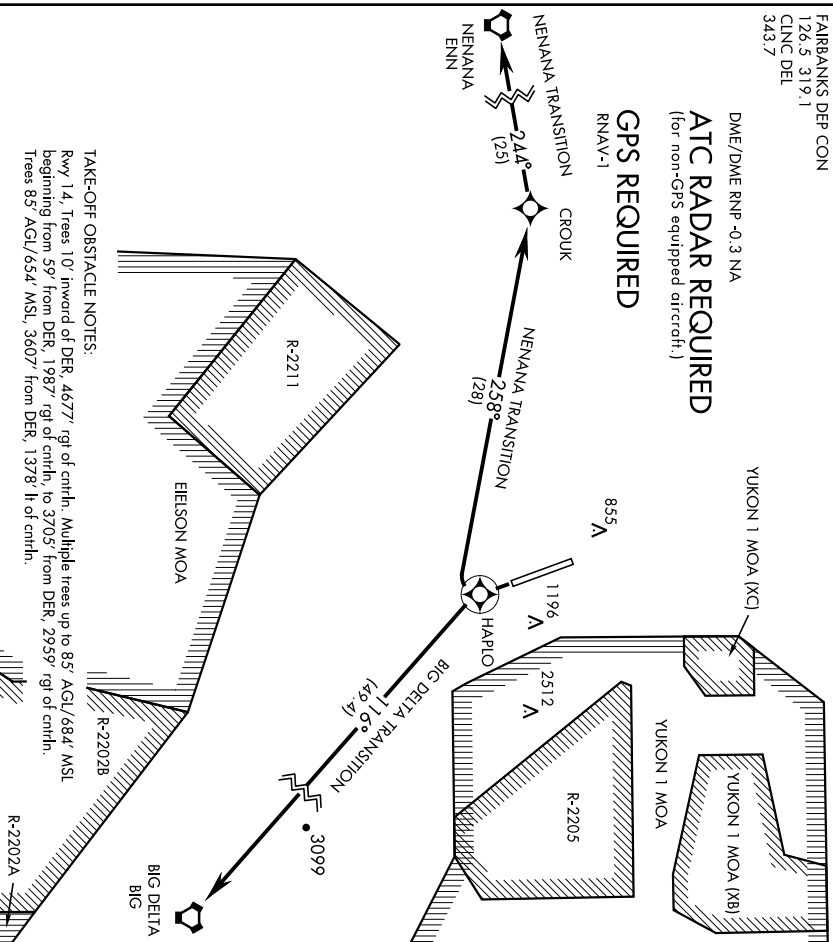 FAIRBANKS DEP CON
126.5 319.1
CLNC DEL
343.7
DME/DME RNP -0.3 NA
ATC RADAR REQUIRED
(for non-GPS equipped aircraft.)
GPS REQUIRED
RNAV-1
NENANA TRANSITION
NENANA
ENN
244°
(25)
CROUK
NENANA TRANSITION
258°
(28)
855
1196
2512
HAPLO
YUKON 1 MOA (XC)
YUKON 1 MOA
YUKON 1 MOA (XB)
R-2205
BIG DELTA TRANSITION
116°
(49.4)
3099
BIG DELTA
BIG
R-2211
EIELSON MOA
R-2202B
R-2202A
TAKE-OFF OBSTACLE NOTES:
Rwy 14, Trees 10' inward of DER, 4677' rgt of cntrln. Multiple trees up to 85' AGL/684' MSL
beginning from 59' from DER, 1987' rgt of cntrln, to 3705' from DER, 2959' rgt of cntrln.
Trees 85' AGL/654' MSL, 3607' from DER, 1378' lt of cntrln.